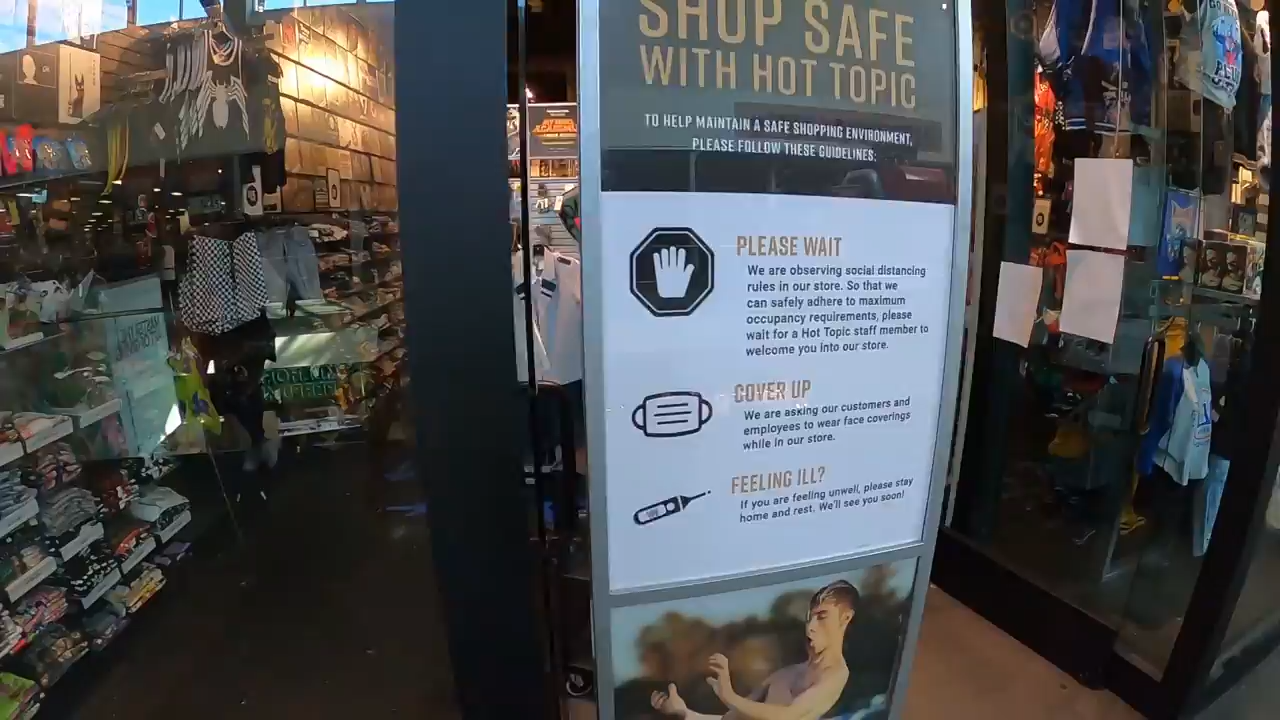 SHOP SAFE
WITH HOT TOPIC
TO HELP MAINTAIN A SAFE SHOPPING ENVIRONMENT,
PLEASE FOLLOW THESE GUIDELINES:
PLEASE WAIT
We are observing social distancing
rules in our store. So that we
can safely adhere to maximum
occupancy requirements, please
wait for a Hot Topic staff member to
welcome you into our store.
COVER UP
We are asking our customers and
employees to wear face coverings
while in our store.
FEELING ILL?
If you are feeling unwell, please stay
home and rest. We'll see you soon!